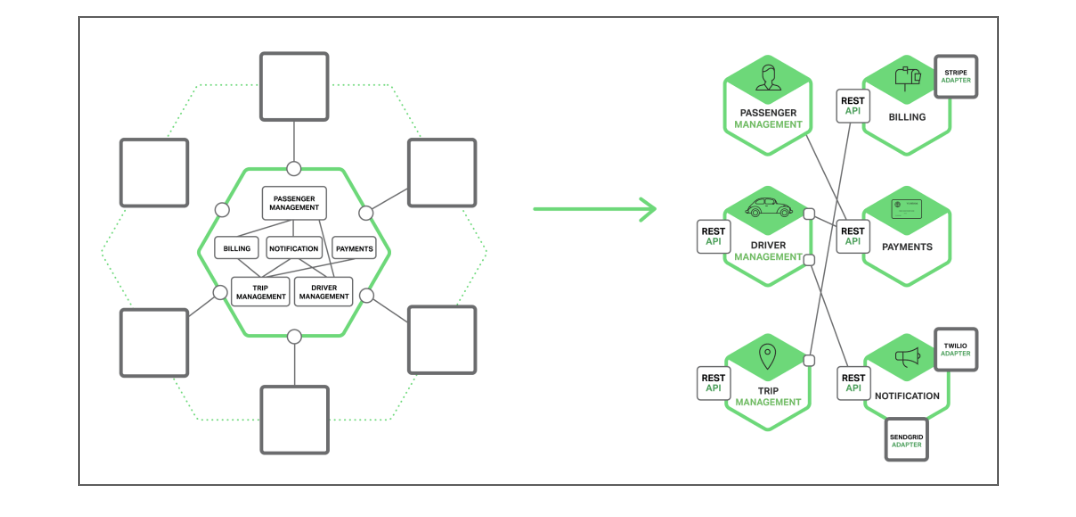 PASSENGER
MANAGEMENT
BILLING
NOTIFICATION
PAYMENTS
TRIP
MANAGEMENT
DRIVER
MANAGEMENT
PASSENGER
MANAGEMENT
REST
API
BILLING
STRIPE
ADAPTER
REST
API
DRIVER
MANAGEMENT
REST
API
PAYMENTS
REST
API
TRIP
MANAGEMENT
REST
API
NOTIFICATION
TWILIO
ADAPTER
SENDGRID
ADAPTER